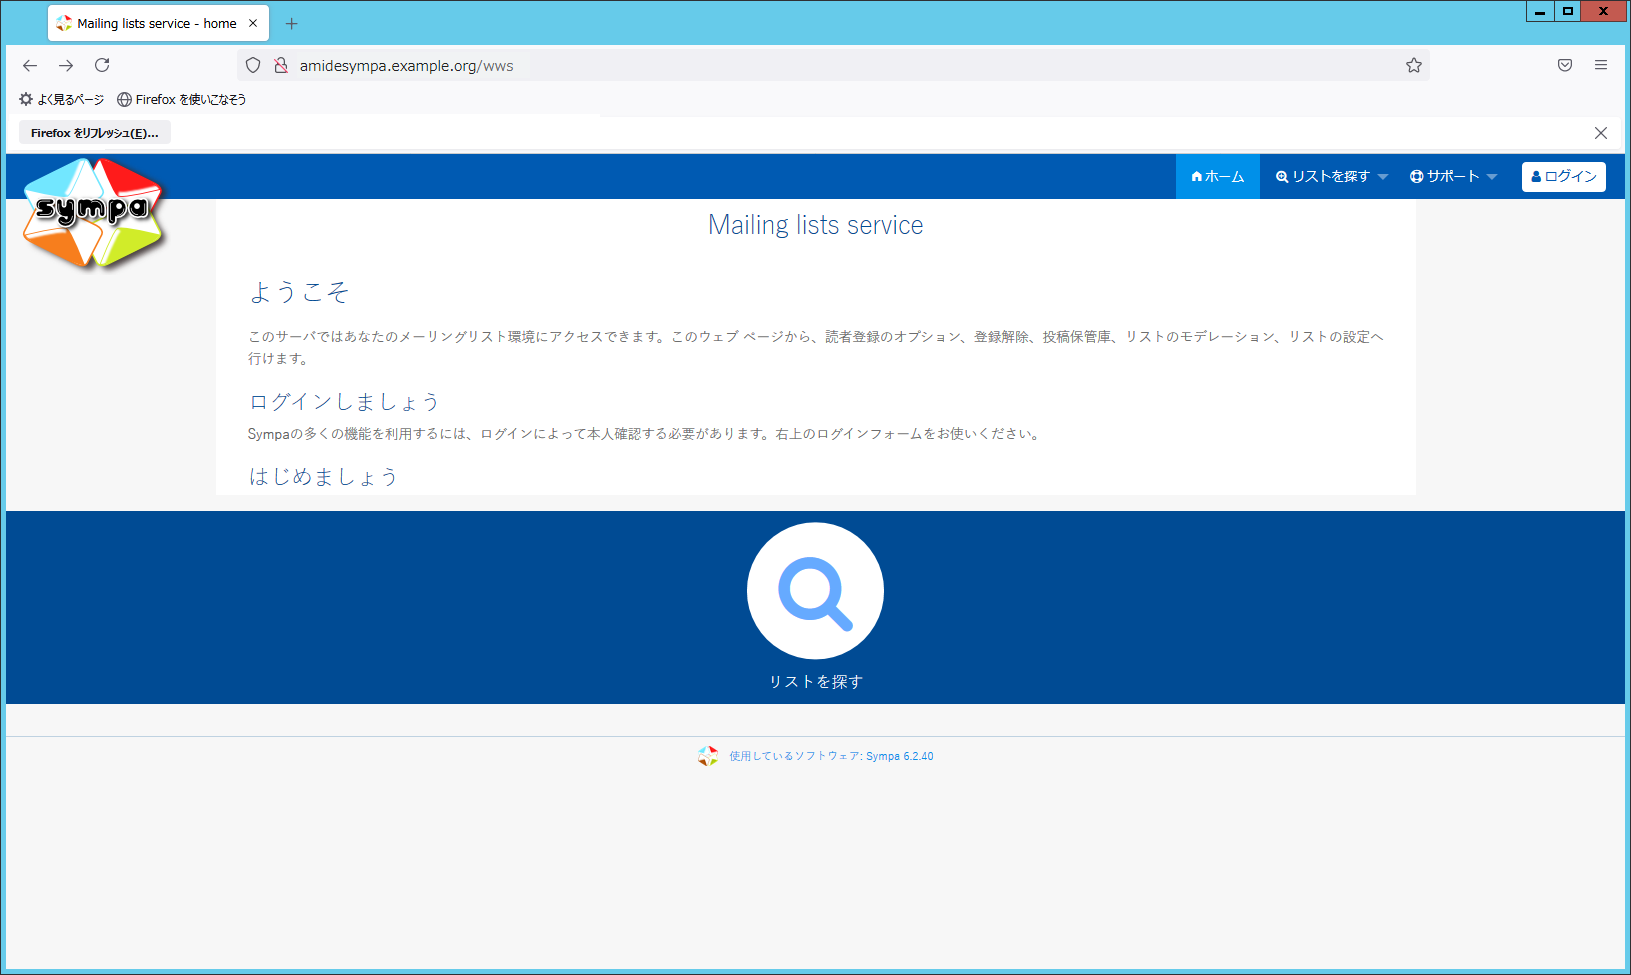 Mailing lists service - home
amidesympa.example.org/wws
よく見るページ Firefox を使いこなそう
Firefox をリフレッシュ(E)...
sympa
ホーム リストを探す サポート ログイン
Mailing lists service
ようこそ
このサーバではあなたのメーリングリスト環境にアクセスできます。このウェブ ページから、読者登録のオプション、登録解除、投稿保管庫、リストのモデレーション、リストの設定へ
行けます。
ログインしましょう
Sympaの多くの機能を利用するには、ログインによって本人確認する必要があります。右上のログインフォームをお使いください。
はじめましょう
リストを探す
使用しているソフトウェア: Sympa 6.2.40